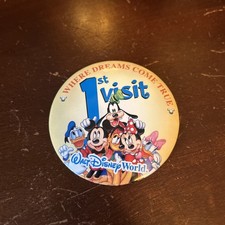 WHERE DREAMS COME TRUE
1st Visit
Walt Disney World